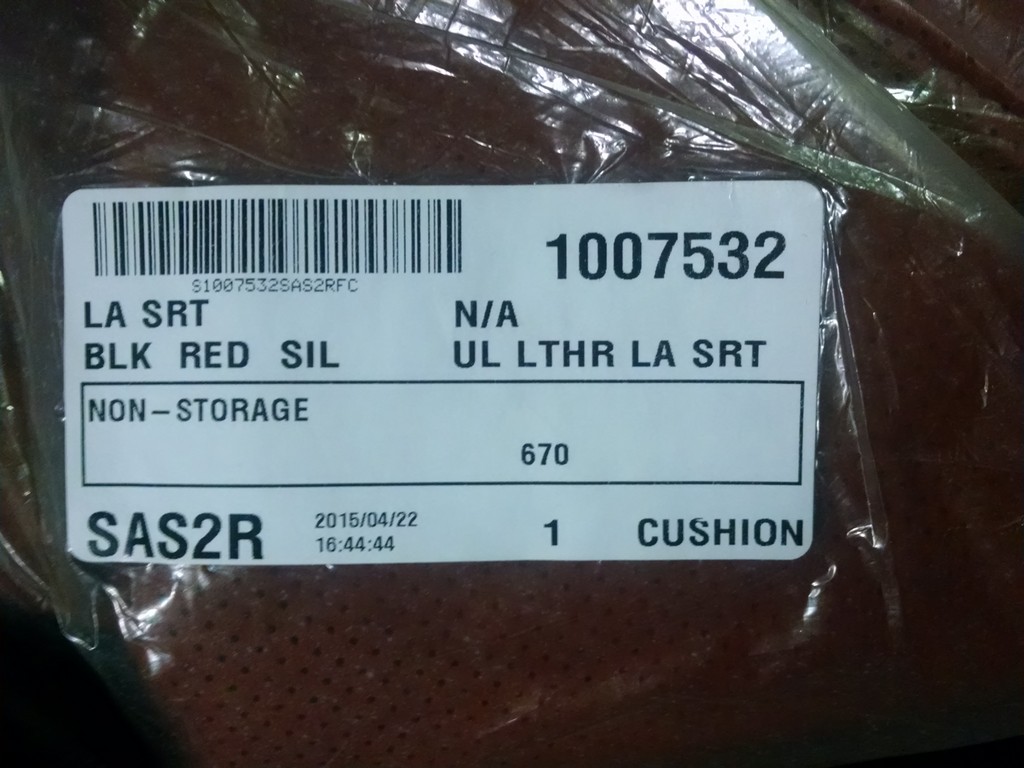 1007532
S1007532SAS2RFC
LA SRT N/A
BLK RED SIL UL LTHR LA SRT
NON-STORAGE
670
SAS2R 2015/04/22 1 CUSHION
16:44:44